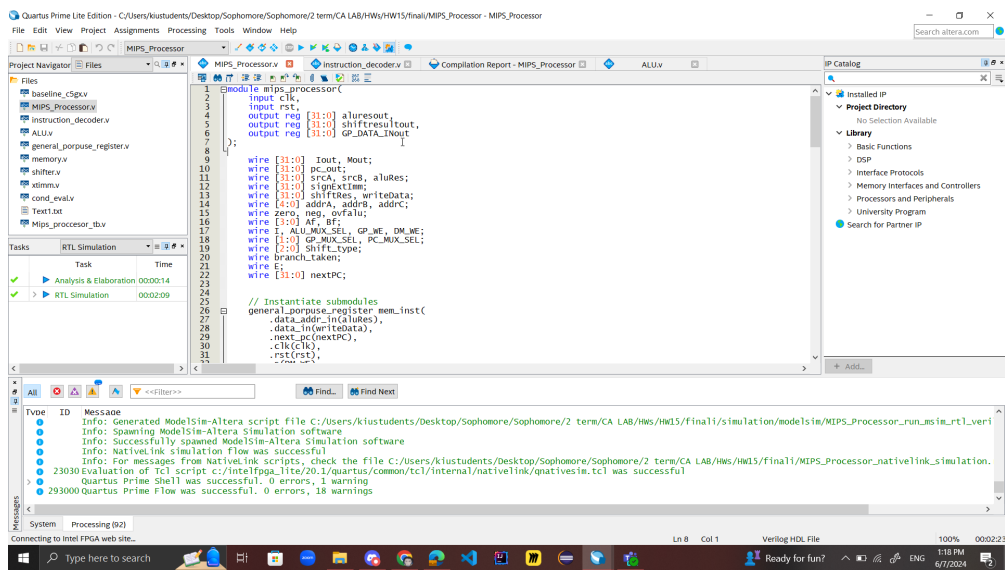 Quartus Prime Lite Edition - C:/Users/kiustudents/Desktop/Sophomore/Sophomore/2 term/CA LAB/HWs/HW15/finali/MIPS_Processor - MIPS_Processor
File Edit View Project Assignments Processing Tools Window Help
Search altera.com
MIPS_Processor
Project Navigator Files
Files
baseline_c5gx.v
MIPS_Processor.v
instruction_decoder.v
ALU.v
general_porpuse_register.v
memory.v
shifter.v
xtimm.v
cond_eval.v
Text1.txt
Mips_proccesor_tb.v
Tasks RTL Simulation
Task Time
Analysis & Elaboration 00:00:14
RTL Simulation 00:02:09
MIPS_Processor.v instruction_decoder.v Compilation Report - MIPS_Processor ALU.v
1 module mips_processor(
2 input clk,
3 input rst,
4 output reg [31:0] aluresout,
5 output reg [31:0] shiftresultout,
6 output reg [31:0] GP_DATA_INout
7 );
8
9 wire [31:0] Iout, Mout;
10 wire [31:0] pc_out;
11 wire [31:0] srcA, srcB, aluRes;
12 wire [31:0] signExtImm;
13 wire [31:0] shiftRes, writeData;
14 wire [4:0] addrA, addrB, addrC;
15 wire zero, neg, ovfalu;
16 wire [3:0] Af, Bf;
17 wire I, ALU_MUX_SEL, GP_WE, DM_WE;
18 wire [1:0] GP_MUX_SEL, PC_MUX_SEL;
19 wire [2:0] Shift_type;
20 wire branch_taken;
21 wire E;
22 wire [31:0] nextPC;
23
24
25 // Instantiate submodules
26 general_porpuse_register mem_inst(
27 .data_addr_in(aluRes),
28 .data_in(writeData),
29 .next_pc(nextPC),
30 .clk(clk),
31 .rst(rst),
IP Catalog
Installed IP
Project Directory
No Selection Available
Library
Basic Functions
DSP
Interface Protocols
Memory Interfaces and Controllers
Processors and Peripherals
University Program
Search for Partner IP
+ Add...
All <<Filter>> Find... Find Next
Type ID Message
Info: Generated ModelSim-Altera script file C:/Users/kiustudents/Desktop/Sophomore/Sophomore/2 term/CA LAB/HWs/HW15/finali/simulation/modelsim/MIPS_Processor_run_msim_rtl_veri
Info: Spawning ModelSim-Altera Simulation software
Info: Successfully spawned ModelSim-Altera Simulation software
Info: NativeLink simulation flow was successful
Info: For messages from NativeLink scripts, check the file C:/Users/kiustudents/Desktop/Sophomore/Sophomore/2 term/CA LAB/HWs/HW15/finali/MIPS_Processor_nativelink_simulation.
23030 Evaluation of Tcl script c:/intelfpga_lite/20.1/quartus/common/tcl/internal/nativelink/qnativesim.tcl was successful
Quartus Prime Shell was successful. 0 errors, 1 warning
293000 Quartus Prime Flow was successful. 0 errors, 18 warnings
Messages
System Processing (92)
Connecting to Intel FPGA web site... Ln 8 Col 1 Verilog HDL File 100% 00:02:23
Type here to search
Ready for fun?
ENG
1:18 PM
6/7/2024